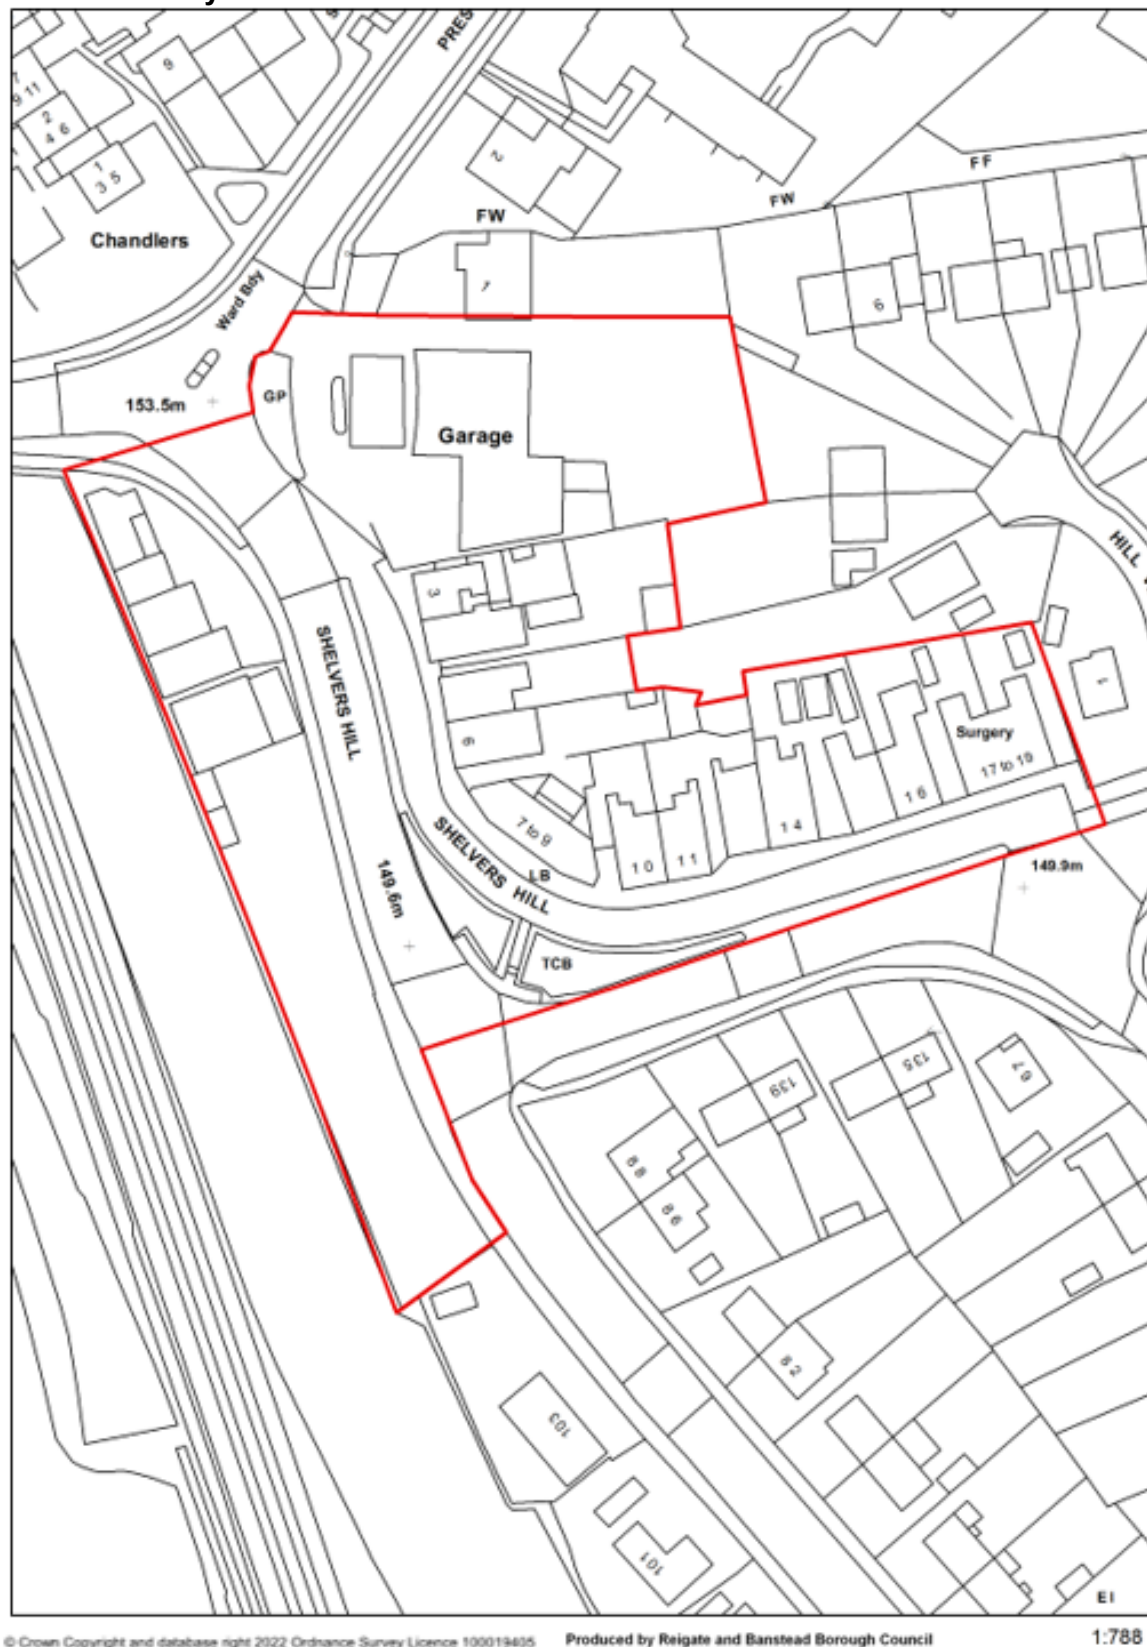 PRES
9
7
9 11
2
4 6
1
3 5
2
FF
FW
FW
Chandlers
1
Ward Bdy
6
153.5m
GP
Garage
HILL
3
SHELVERS HILL
6
1
Surgery
17 to 19
16
14
7 to 9
10
11
SHELVERS HILL
LB
149.6m
149.9m
TCB
135
139
67
88
86
82
103
101
El
© Crown Copyright and database right 2022 Ordnance Survey Licence 100019405
Produced by Reigate and Banstead Borough Council
1:788